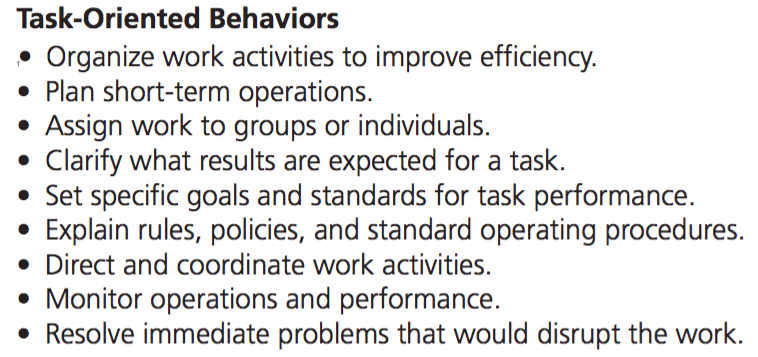 Task-Oriented Behaviors
• Organize work activities to improve efficiency.
• Plan short-term operations.
• Assign work to groups or individuals.
• Clarify what results are expected for a task.
• Set specific goals and standards for task performance.
• Explain rules, policies, and standard operating procedures.
• Direct and coordinate work activities.
• Monitor operations and performance.
• Resolve immediate problems that would disrupt the work.